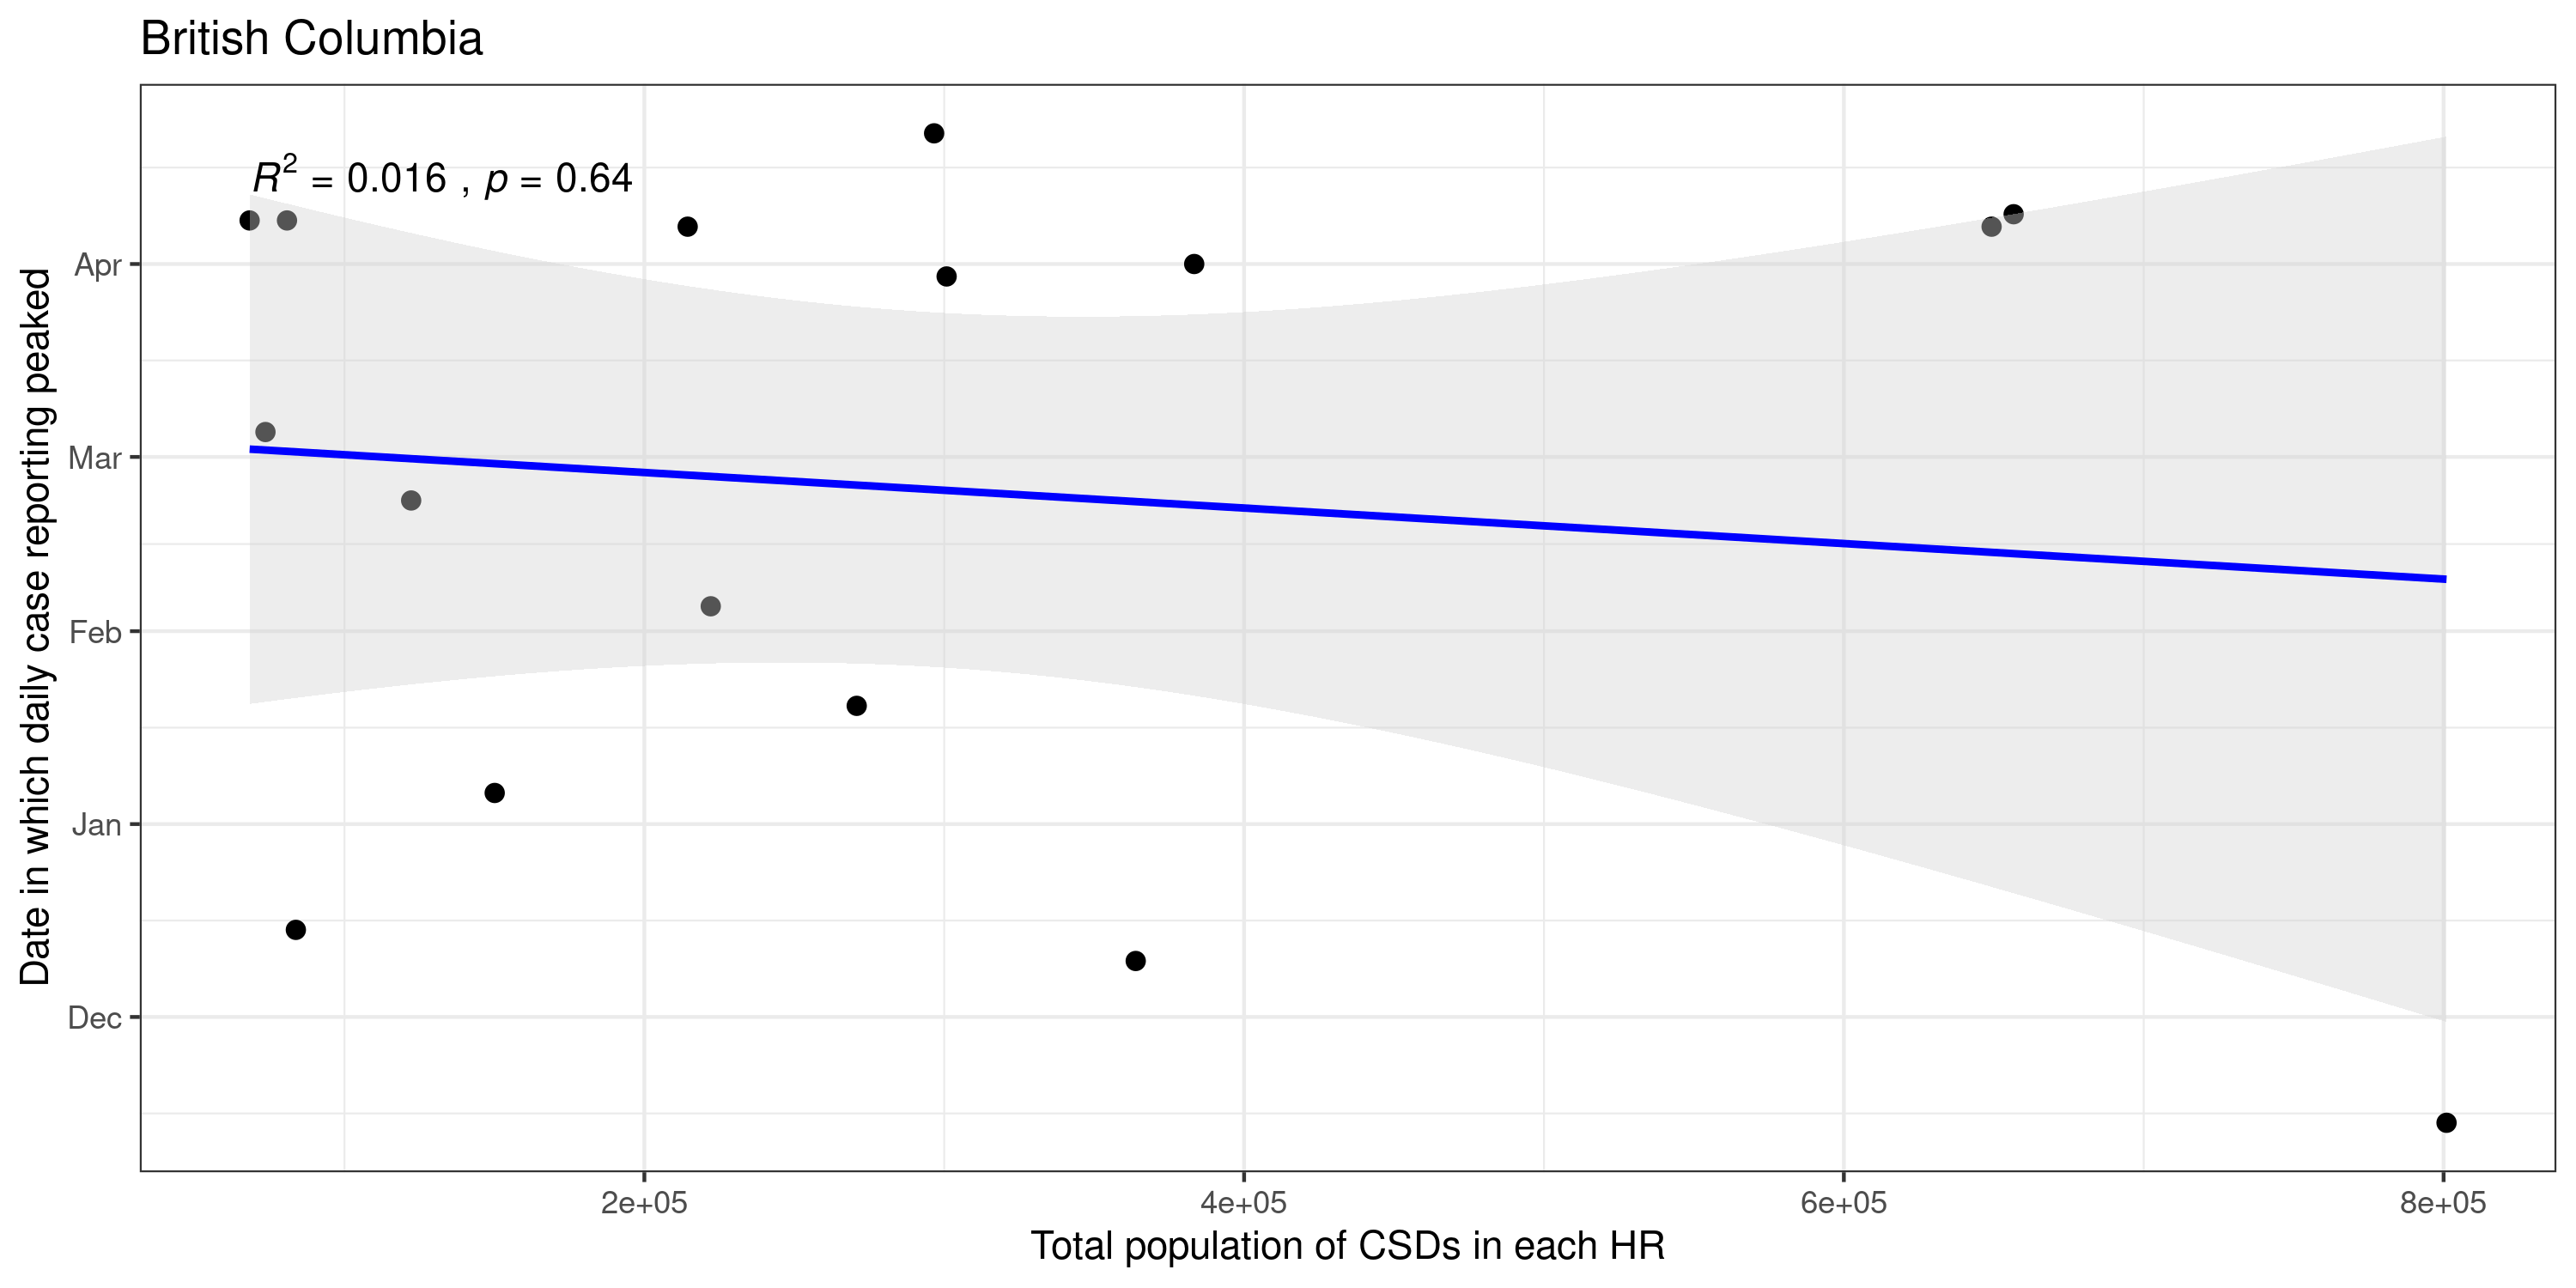 British Columbia
R² = 0.016 , p = 0.64
Date in which daily case reporting peaked
Apr
Mar
Feb
Jan
Dec
2e+05 4e+05 6e+05 8e+05
Total population of CSDs in each HR